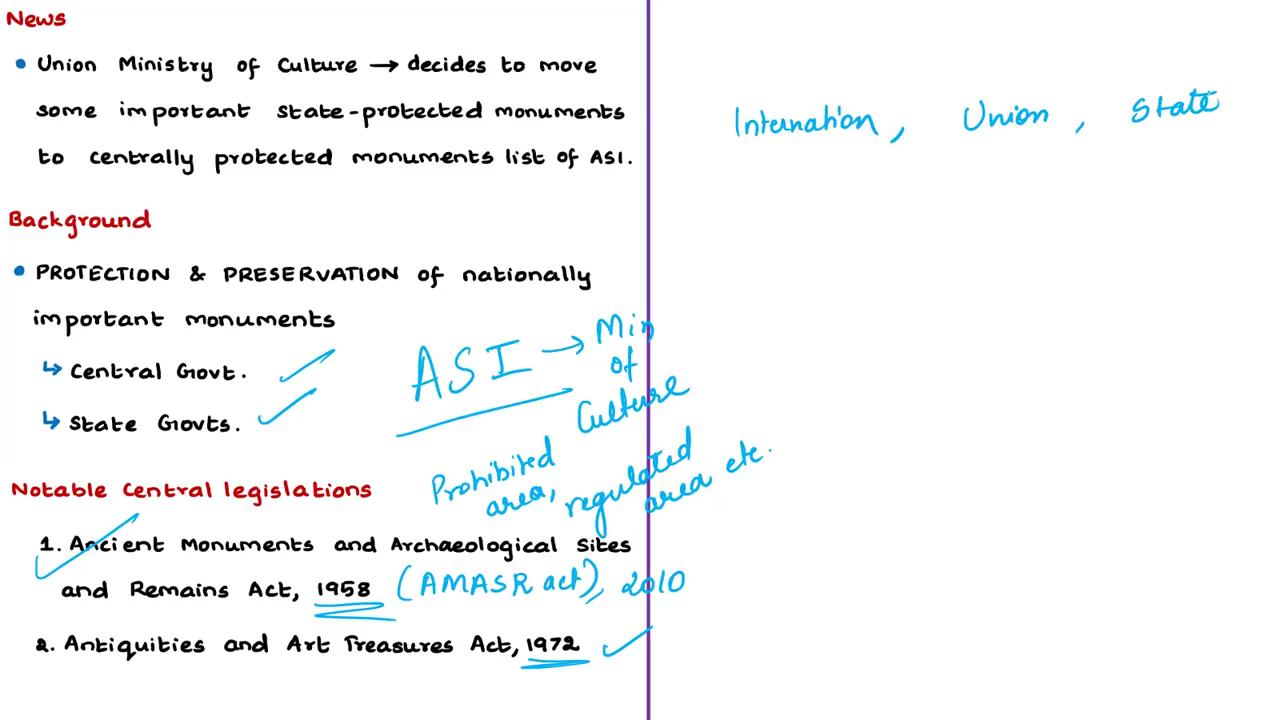 News
• Union Ministry of Culture → decides to move
some important state-protected monuments
to centrally protected monuments list of ASI.
Background
• PROTECTION & PRESERVATION of nationally
important monuments
↳ Central Govt.
↳ State Govts.
ASI → Min
of
Culture
Prohibited
area,
regulated
area etc.
Notable Central legislations
1. Ancient Monuments and Archaeological Sites
and Remains Act, 1958 (AMASR act), 2010
2. Antiquities and Art Treasures Act, 1972
Internation, Union, State